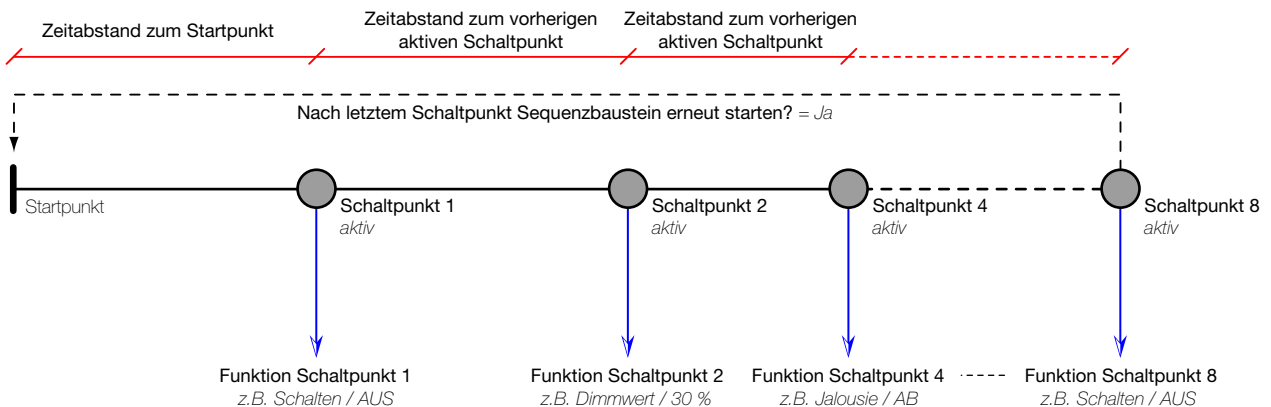 Zeitabstand zum Startpunkt
Zeitabstand zum vorherigen
aktiven Schaltpunkt
Zeitabstand zum vorherigen
aktiven Schaltpunkt
Nach letztem Schaltpunkt Sequenzbaustein erneut starten? = Ja
Startpunkt
Schaltpunkt 1
aktiv
Schaltpunkt 2
aktiv
Schaltpunkt 4
aktiv
Schaltpunkt 8
aktiv
Funktion Schaltpunkt 1
z.B. Schalten / AUS
Funktion Schaltpunkt 2
z.B. Dimmwert / 30 %
Funktion Schaltpunkt 4
z.B. Jalousie / AB
Funktion Schaltpunkt 8
z.B. Schalten / AUS